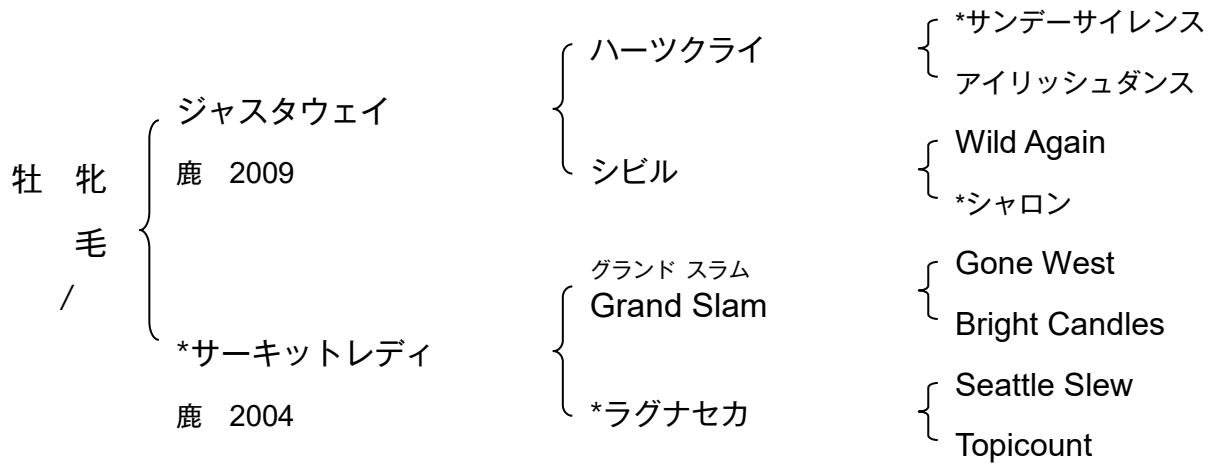 牡 牝
毛
/
ジャスタウェイ
鹿 2009
*サーキットレディ
鹿 2004
ハーツクライ
シビル
グランド スラム
Grand Slam
*ラグナセカ
*サンデーサイレンス
アイリッシュダンス
Wild Again
*シャロン
Gone West
Bright Candles
Seattle Slew
Topicount